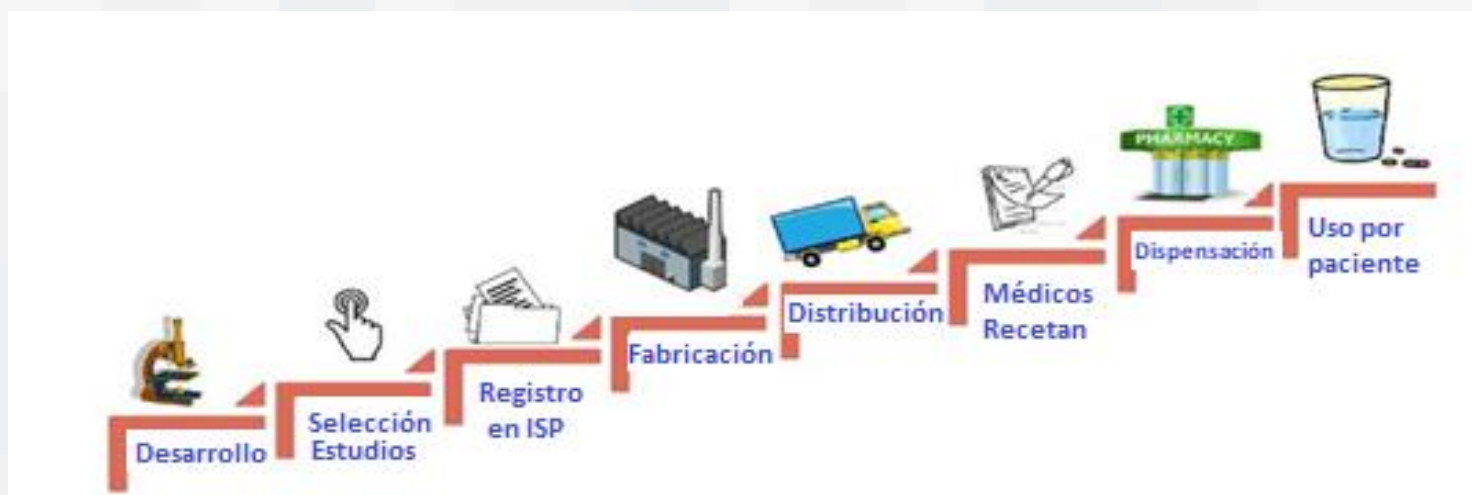 Desarrollo
Selección
Estudios
Registro
en ISP
Fabricación
Distribución
Médicos
Recetan
PHARMACY
Dispensación
Uso por
paciente